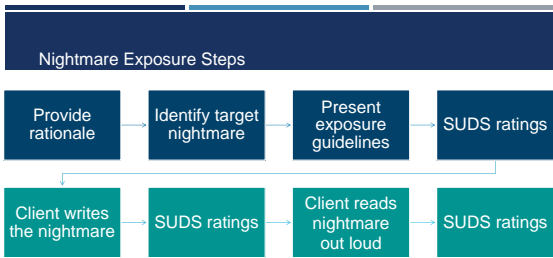 Nightmare Exposure Steps
Provide
rationale
Identify target
nightmare
Present
exposure
guidelines
SUDS ratings
Client writes
the nightmare
SUDS ratings
Client reads
nightmare
out loud
SUDS ratings